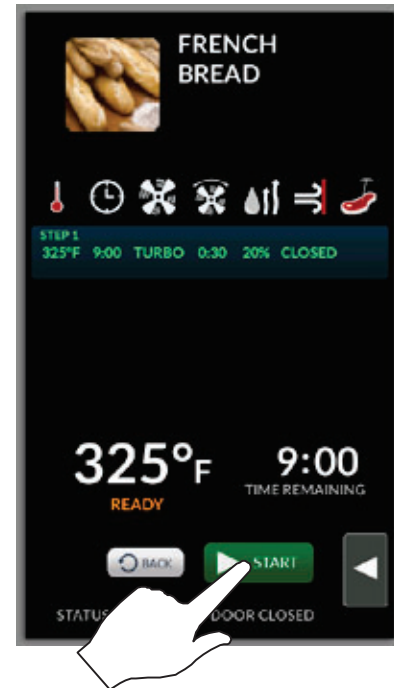 FRENCH
BREAD
STEP 1
325°F 9:00 TURBO 0:30 20% CLOSED
325°F 9:00
READY TIME REMAINING
BACK START
STATUS DOOR CLOSED